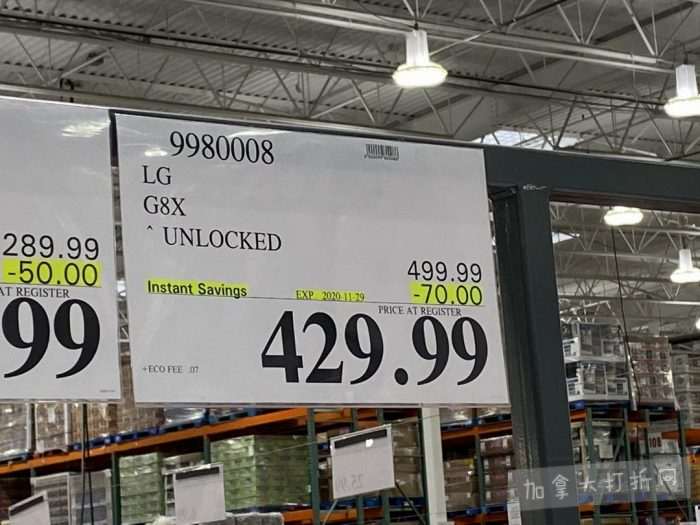 289.99
-50.00
AT REGISTER
99
9980008
LG
G8X
^ UNLOCKED
499.99
Instant Savings EXP. 2020-11-29 -70.00
PRICE AT REGISTER
+ECO FEE .07 429.99
加拿大打折网